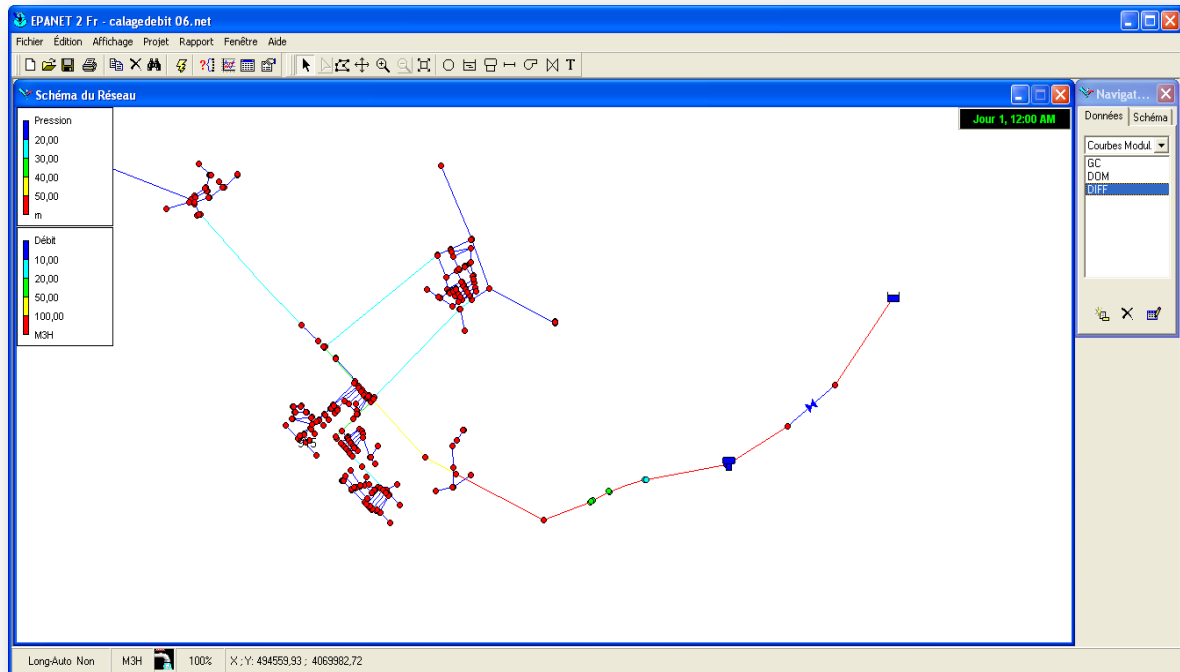 EPANET 2 Fr - calagedebit 06.net
Fichier Édition Affichage Projet Rapport Fenêtre Aide
T
Schéma du Réseau
Navigat...
Pression
20,00
30,00
40,00
50,00
m
Débit
10,00
20,00
50,00
100,00
M3H
Jour 1, 12:00 AM
Données Schéma
Courbes Modul.
GC
DOM
DIFF
Long-Auto Non M3H 100% X ; Y: 494559,93 ; 4069982,72